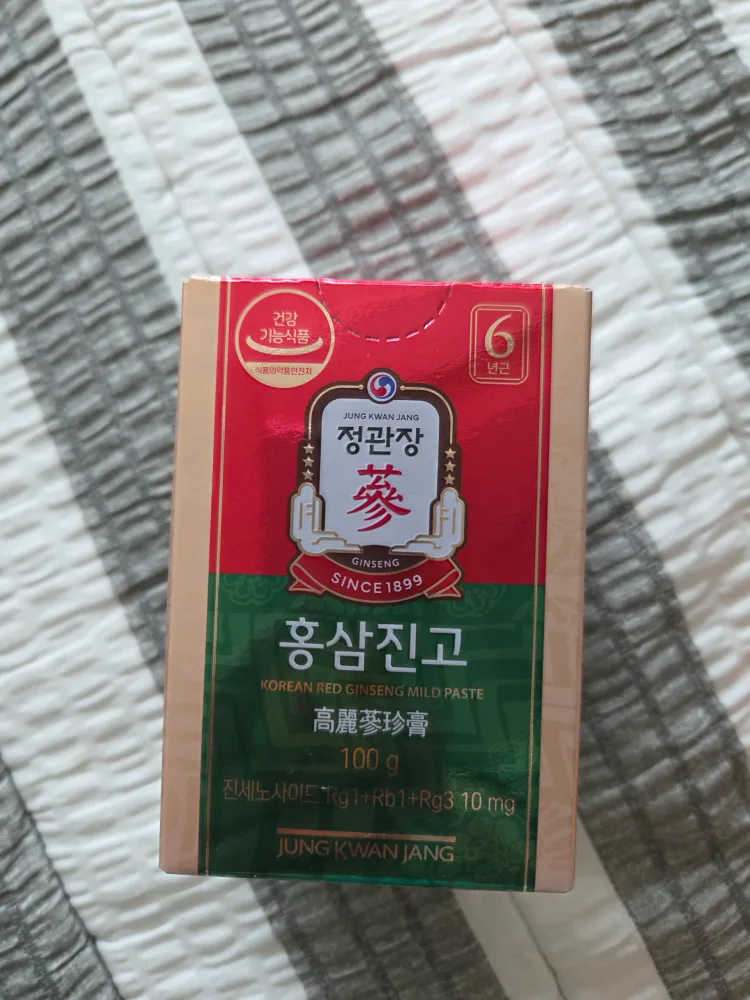 건강
기능식품
식품의약품안전처
6
년근
JUNG KWAN JANG
정관장
蔘
GINSENG
SINCE 1899
홍삼진고
KOREAN RED GINSENG MILD PASTE
高麗蔘珍膏
100 g
진세노사이드 Rg1+Rb1+Rg3 10 mg
JUNG KWAN JANG